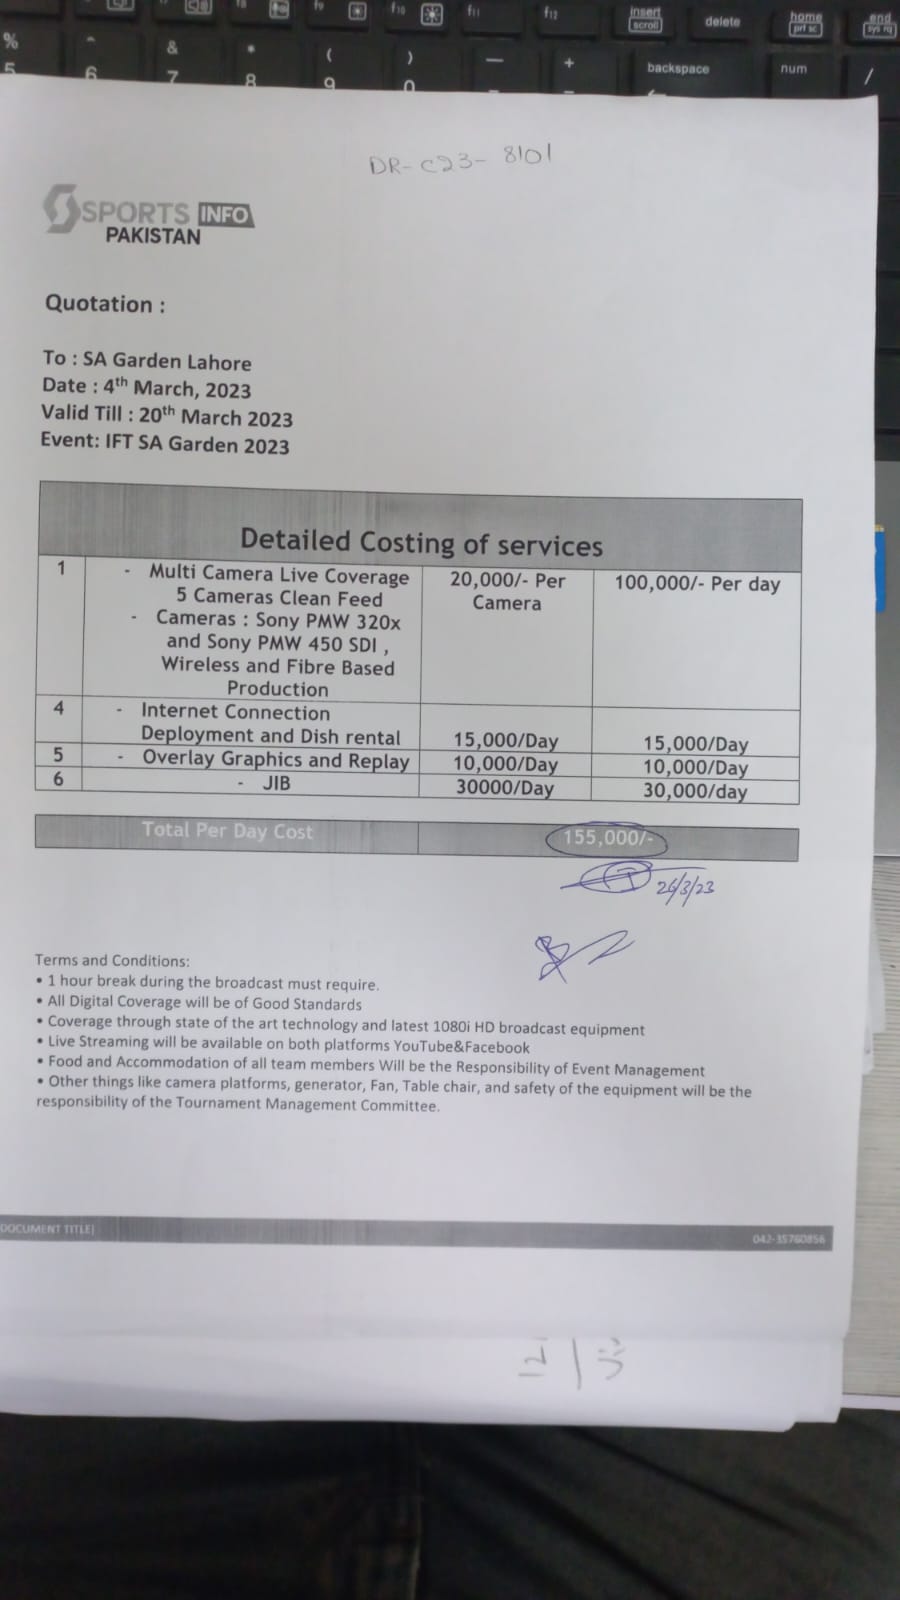 insert
scroll
delete
home
prt sc
end
sys rq
f9
f10
f11
f12
%
5
^
6
&
7
*
8
(
9
)
0
—
+
backspace
num
/
DR-C23-8101
SPORTS INFO
PAKISTAN
Quotation :
To : SA Garden Lahore
Date : 4th March, 2023
Valid Till : 20th March 2023
Event: IFT SA Garden 2023
Detailed Costing of services
1 - Multi Camera Live Coverage 20,000/- Per 100,000/- Per day
5 Cameras Clean Feed Camera
- Cameras : Sony PMW 320x
and Sony PMW 450 SDI ,
Wireless and Fibre Based
Production
4 - Internet Connection
Deployment and Dish rental 15,000/Day 15,000/Day
5 - Overlay Graphics and Replay 10,000/Day 10,000/Day
6 - JIB 30000/Day 30,000/day
Total Per Day Cost 155,000/-
26/3/23
Terms and Conditions:
• 1 hour break during the broadcast must require.
• All Digital Coverage will be of Good Standards
• Coverage through state of the art technology and latest 1080i HD broadcast equipment
• Live Streaming will be available on both platforms YouTube&Facebook
• Food and Accommodation of all team members Will be the Responsibility of Event Management
• Other things like camera platforms, generator, Fan, Table chair, and safety of the equipment will be the
responsibility of the Tournament Management Committee.
DOCUMENT TITLE] 042-35760856